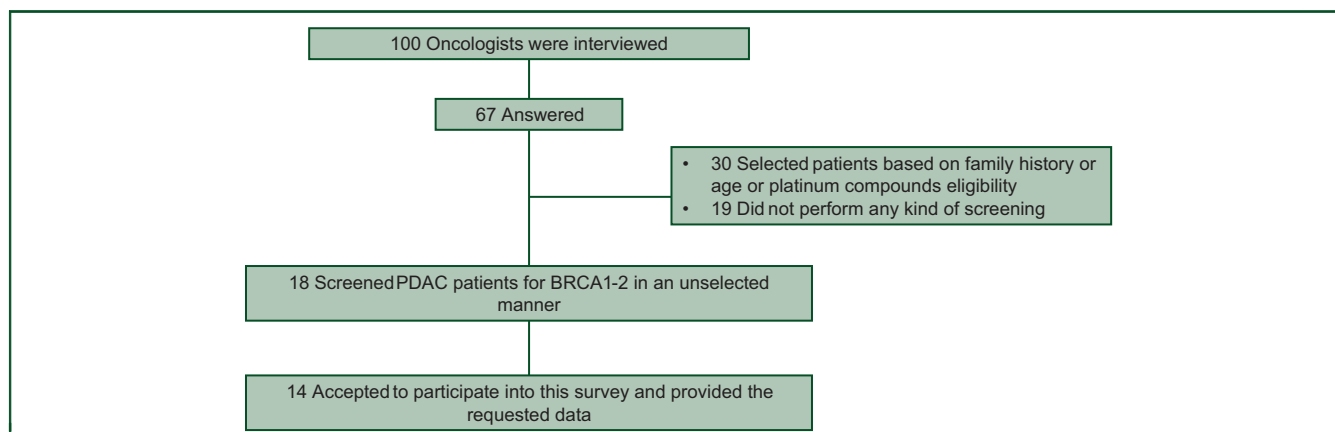 100 Oncologists were interviewed
67 Answered
• 30 Selected patients based on family history or
age or platinum compounds eligibility
• 19 Did not perform any kind of screening
18 Screened PDAC patients for BRCA1-2 in an unselected
manner
14 Accepted to participate into this survey and provided the
requested data